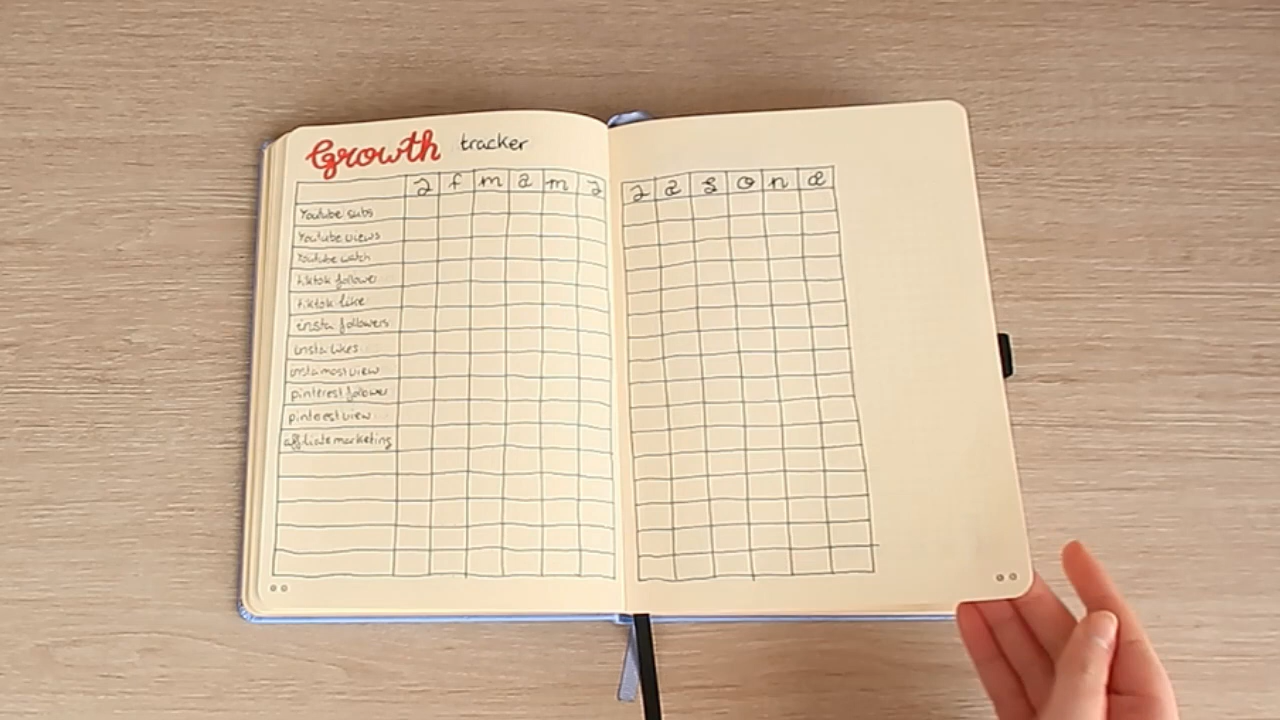 Growth tracker
J f m a m J J a S o n d
Youtube subs
Youtube views
Youtube watch
tiktok follower
tiktok like
insta followers
insta likes
insta most view
pinterest follower
pinterest view
affiliate marketing